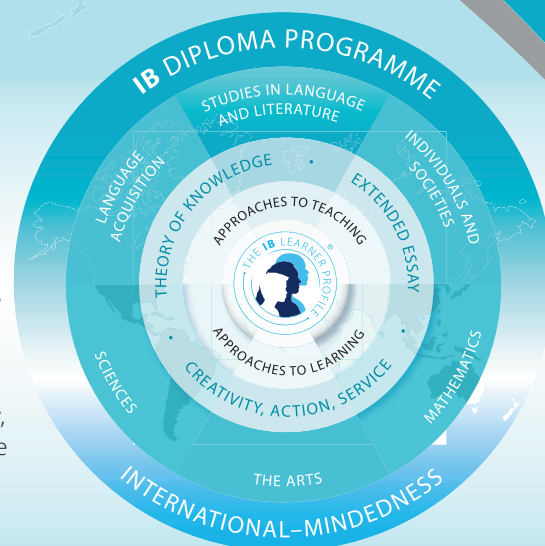 IB DIPLOMA PROGRAMME
STUDIES IN LANGUAGE
AND LITERATURE
LANGUAGE
ACQUISITION
INDIVIDUALS AND
SOCIETIES
THEORY OF KNOWLEDGE
EXTENDED ESSAY
APPROACHES TO TEACHING
THE IB LEARNER PROFILE
®
APPROACHES TO LEARNING
CREATIVITY, ACTION, SERVICE
SCIENCES
MATHEMATICS
THE ARTS
INTERNATIONAL–MINDEDNESS